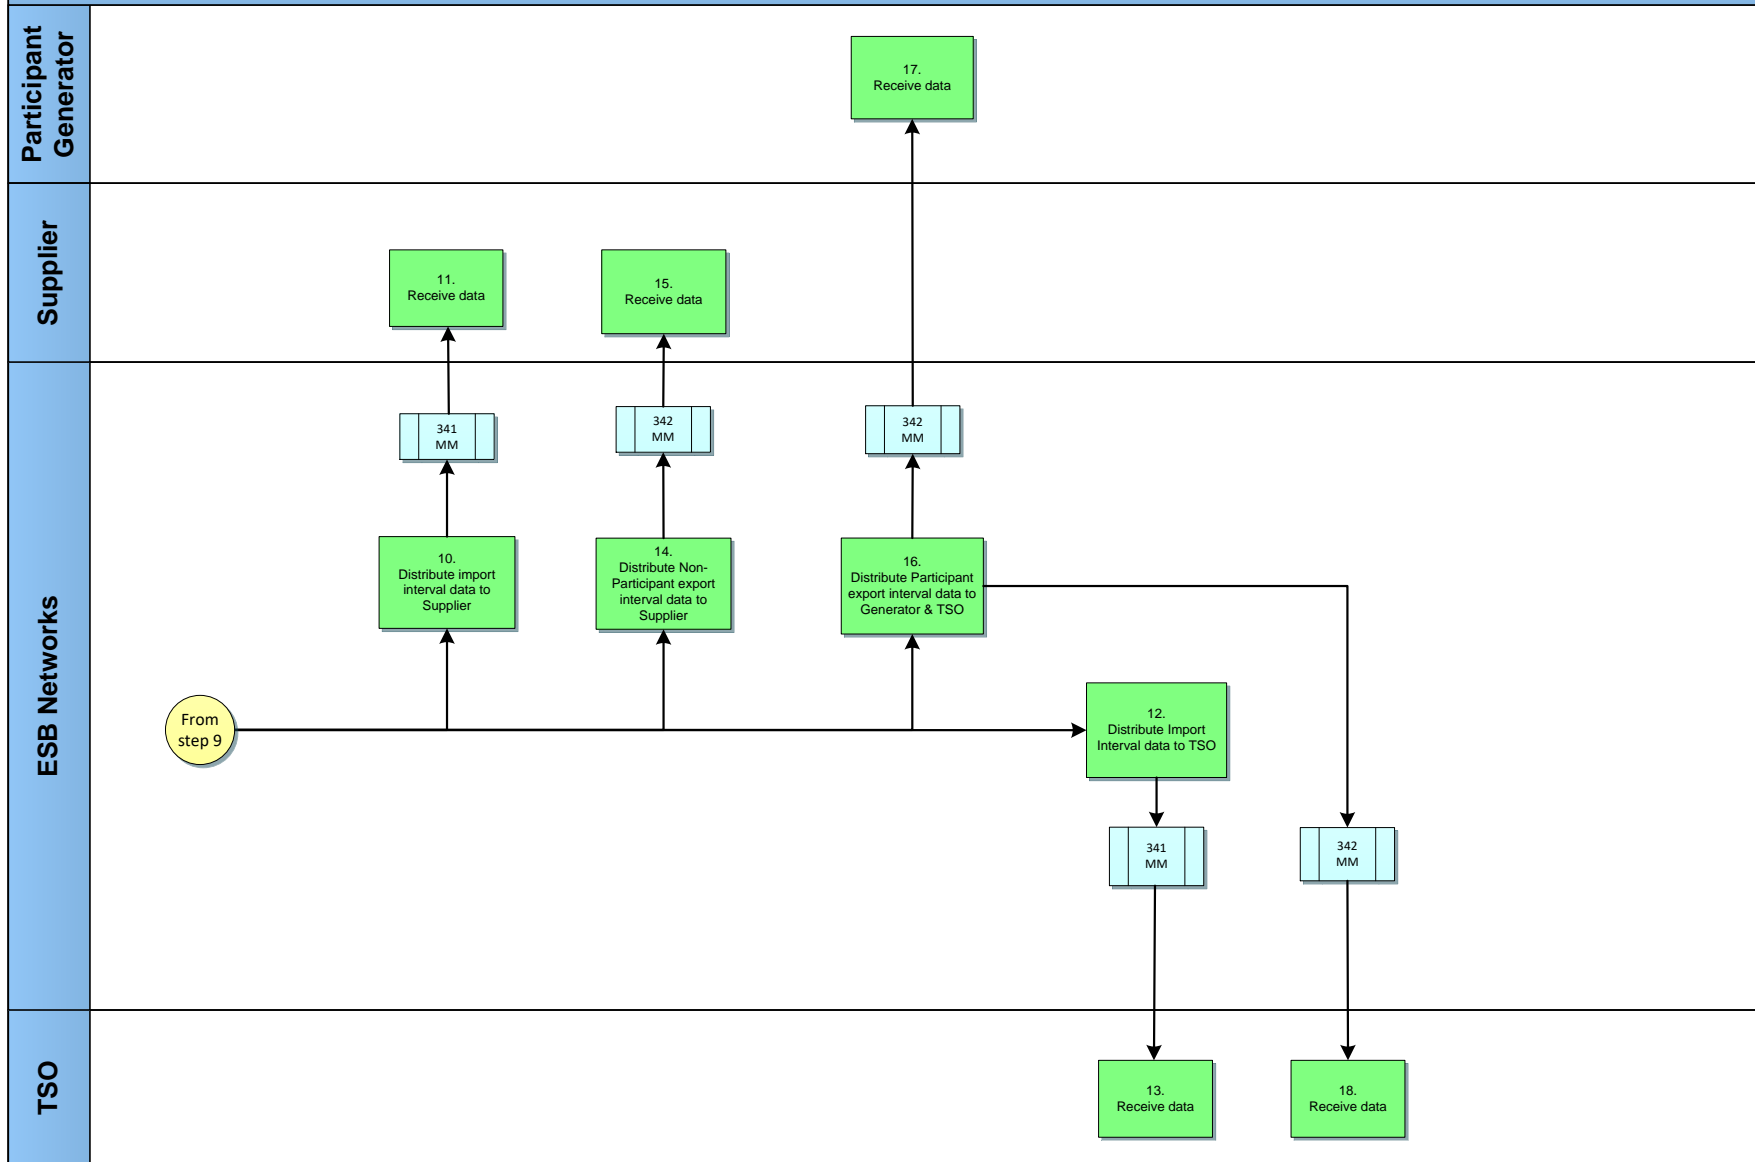 Participant
Generator
17.
Receive data
Supplier
11.
Receive data
15.
Receive data
ESB Networks
341
MM
342
MM
342
MM
10.
Distribute import
interval data to
Supplier
14.
Distribute Non-
Participant export
interval data to
Supplier
16.
Distribute Participant
export interval data to
Generator & TSO
From
step 9
12.
Distribute Import
Interval data to TSO
341
MM
342
MM
TSO
13.
Receive data
18.
Receive data